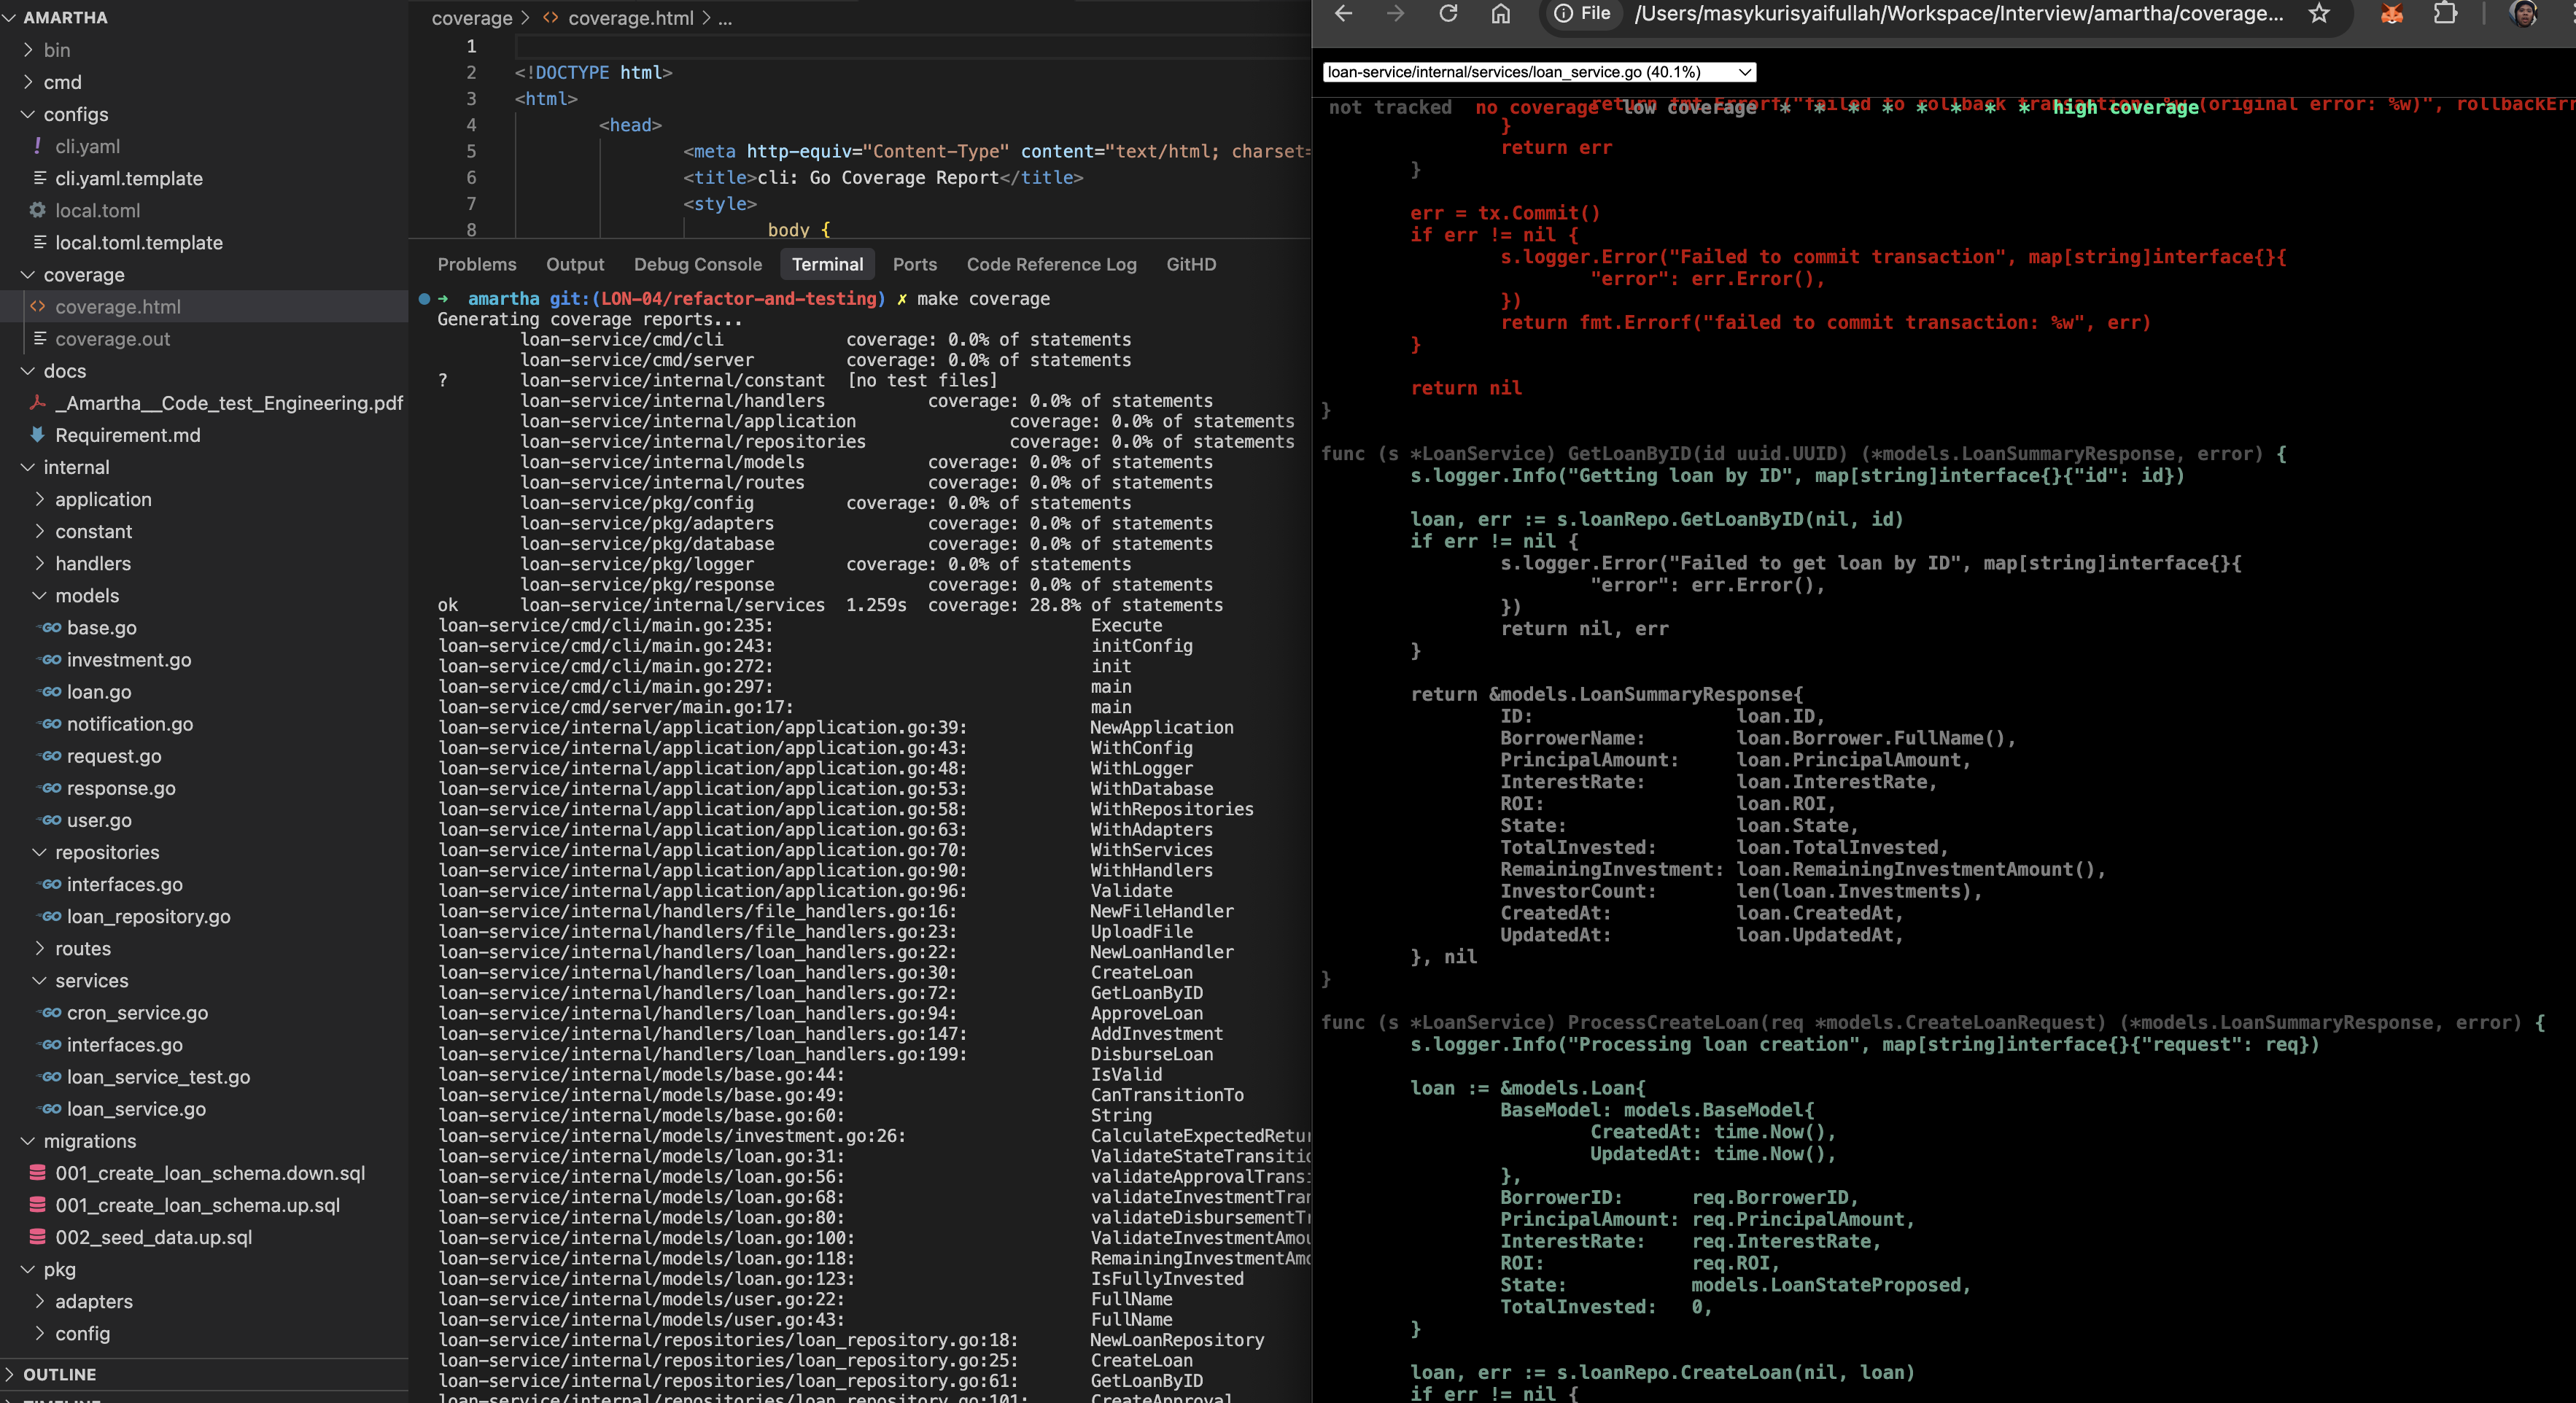 AMARTHA
bin
cmd
configs
cli.yaml
cli.yaml.template
local.toml
local.toml.template
coverage
coverage.html
coverage.out
docs
_Amartha__Code_test_Engineering.pdf
Requirement.md
internal
application
constant
handlers
models
base.go
investment.go
loan.go
notification.go
request.go
response.go
user.go
repositories
interfaces.go
loan_repository.go
routes
services
cron_service.go
interfaces.go
loan_service_test.go
loan_service.go
migrations
001_create_loan_schema.down.sql
001_create_loan_schema.up.sql
002_seed_data.up.sql
pkg
adapters
config
OUTLINE
TIMELINE
coverage > <> coverage.html > ...
1
2 <!DOCTYPE html>
3 <html>
4 <head>
5 <meta http-equiv="Content-Type" content="text/html; charset=
6 <title>cli: Go Coverage Report</title>
7 <style>
8 body {
Problems Output Debug Console Terminal Ports Code Reference Log GitHD
➜ amartha git:(LON-04/refactor-and-testing) ✗ make coverage
Generating coverage reports...
loan-service/cmd/cli coverage: 0.0% of statements
loan-service/cmd/server coverage: 0.0% of statements
? loan-service/internal/constant [no test files]
loan-service/internal/handlers coverage: 0.0% of statements
loan-service/internal/application coverage: 0.0% of statements
loan-service/internal/repositories coverage: 0.0% of statements
loan-service/internal/models coverage: 0.0% of statements
loan-service/internal/routes coverage: 0.0% of statements
loan-service/pkg/config coverage: 0.0% of statements
loan-service/pkg/adapters coverage: 0.0% of statements
loan-service/pkg/database coverage: 0.0% of statements
loan-service/pkg/logger coverage: 0.0% of statements
loan-service/pkg/response coverage: 0.0% of statements
ok loan-service/internal/services 1.259s coverage: 28.8% of statements
loan-service/cmd/cli/main.go:235: Execute
loan-service/cmd/cli/main.go:243: initConfig
loan-service/cmd/cli/main.go:272: init
loan-service/cmd/cli/main.go:297: main
loan-service/cmd/server/main.go:17: main
loan-service/internal/application/application.go:39: NewApplication
loan-service/internal/application/application.go:43: WithConfig
loan-service/internal/application/application.go:48: WithLogger
loan-service/internal/application/application.go:53: WithDatabase
loan-service/internal/application/application.go:58: WithRepositories
loan-service/internal/application/application.go:63: WithAdapters
loan-service/internal/application/application.go:70: WithServices
loan-service/internal/application/application.go:90: WithHandlers
loan-service/internal/application/application.go:96: Validate
loan-service/internal/handlers/file_handlers.go:16: NewFileHandler
loan-service/internal/handlers/file_handlers.go:23: UploadFile
loan-service/internal/handlers/loan_handlers.go:22: NewLoanHandler
loan-service/internal/handlers/loan_handlers.go:30: CreateLoan
loan-service/internal/handlers/loan_handlers.go:72: GetLoanByID
loan-service/internal/handlers/loan_handlers.go:94: ApproveLoan
loan-service/internal/handlers/loan_handlers.go:147: AddInvestment
loan-service/internal/handlers/loan_handlers.go:199: DisburseLoan
loan-service/internal/models/base.go:44: IsValid
loan-service/internal/models/base.go:49: CanTransitionTo
loan-service/internal/models/base.go:60: String
loan-service/internal/models/investment.go:26: CalculateExpectedRetur
loan-service/internal/models/loan.go:31: ValidateStateTransitio
loan-service/internal/models/loan.go:56: validateApprovalTransi
loan-service/internal/models/loan.go:68: validateInvestmentTran
loan-service/internal/models/loan.go:80: validateDisbursementTr
loan-service/internal/models/loan.go:100: ValidateInvestmentAmou
loan-service/internal/models/loan.go:118: RemainingInvestmentAmo
loan-service/internal/models/loan.go:123: IsFullyInvested
loan-service/internal/models/user.go:22: FullName
loan-service/internal/models/user.go:43: FullName
loan-service/internal/repositories/loan_repository.go:18: NewLoanRepository
loan-service/internal/repositories/loan_repository.go:25: CreateLoan
loan-service/internal/repositories/loan_repository.go:61: GetLoanByID
loan-service/internal/repositories/loan_repository.go:101: CreateApproval
File /Users/masykurisyaifullah/Workspace/Interview/amartha/coverage...
loan-service/internal/services/loan_service.go (40.1%)
not tracked no coverage low coverage * * * * * * * * high coverage
return fmt.Errorf("failed to rollback transaction: %v (original error: %w)", rollbackErr
}
return err
}
err = tx.Commit()
if err != nil {
s.logger.Error("Failed to commit transaction", map[string]interface{}{
"error": err.Error(),
})
return fmt.Errorf("failed to commit transaction: %w", err)
}
return nil
}
func (s *LoanService) GetLoanByID(id uuid.UUID) (*models.LoanSummaryResponse, error) {
s.logger.Info("Getting loan by ID", map[string]interface{}{"id": id})
loan, err := s.loanRepo.GetLoanByID(nil, id)
if err != nil {
s.logger.Error("Failed to get loan by ID", map[string]interface{}{
"error": err.Error(),
})
return nil, err
}
return &models.LoanSummaryResponse{
ID: loan.ID,
BorrowerName: loan.Borrower.FullName(),
PrincipalAmount: loan.PrincipalAmount,
InterestRate: loan.InterestRate,
ROI: loan.ROI,
State: loan.State,
TotalInvested: loan.TotalInvested,
RemainingInvestment: loan.RemainingInvestmentAmount(),
InvestorCount: len(loan.Investments),
CreatedAt: loan.CreatedAt,
UpdatedAt: loan.UpdatedAt,
}, nil
}
func (s *LoanService) ProcessCreateLoan(req *models.CreateLoanRequest) (*models.LoanSummaryResponse, error) {
s.logger.Info("Processing loan creation", map[string]interface{}{"request": req})
loan := &models.Loan{
BaseModel: models.BaseModel{
CreatedAt: time.Now(),
UpdatedAt: time.Now(),
},
BorrowerID: req.BorrowerID,
PrincipalAmount: req.PrincipalAmount,
InterestRate: req.InterestRate,
ROI: req.ROI,
State: models.LoanStateProposed,
TotalInvested: 0,
}
loan, err := s.loanRepo.CreateLoan(nil, loan)
if err != nil {